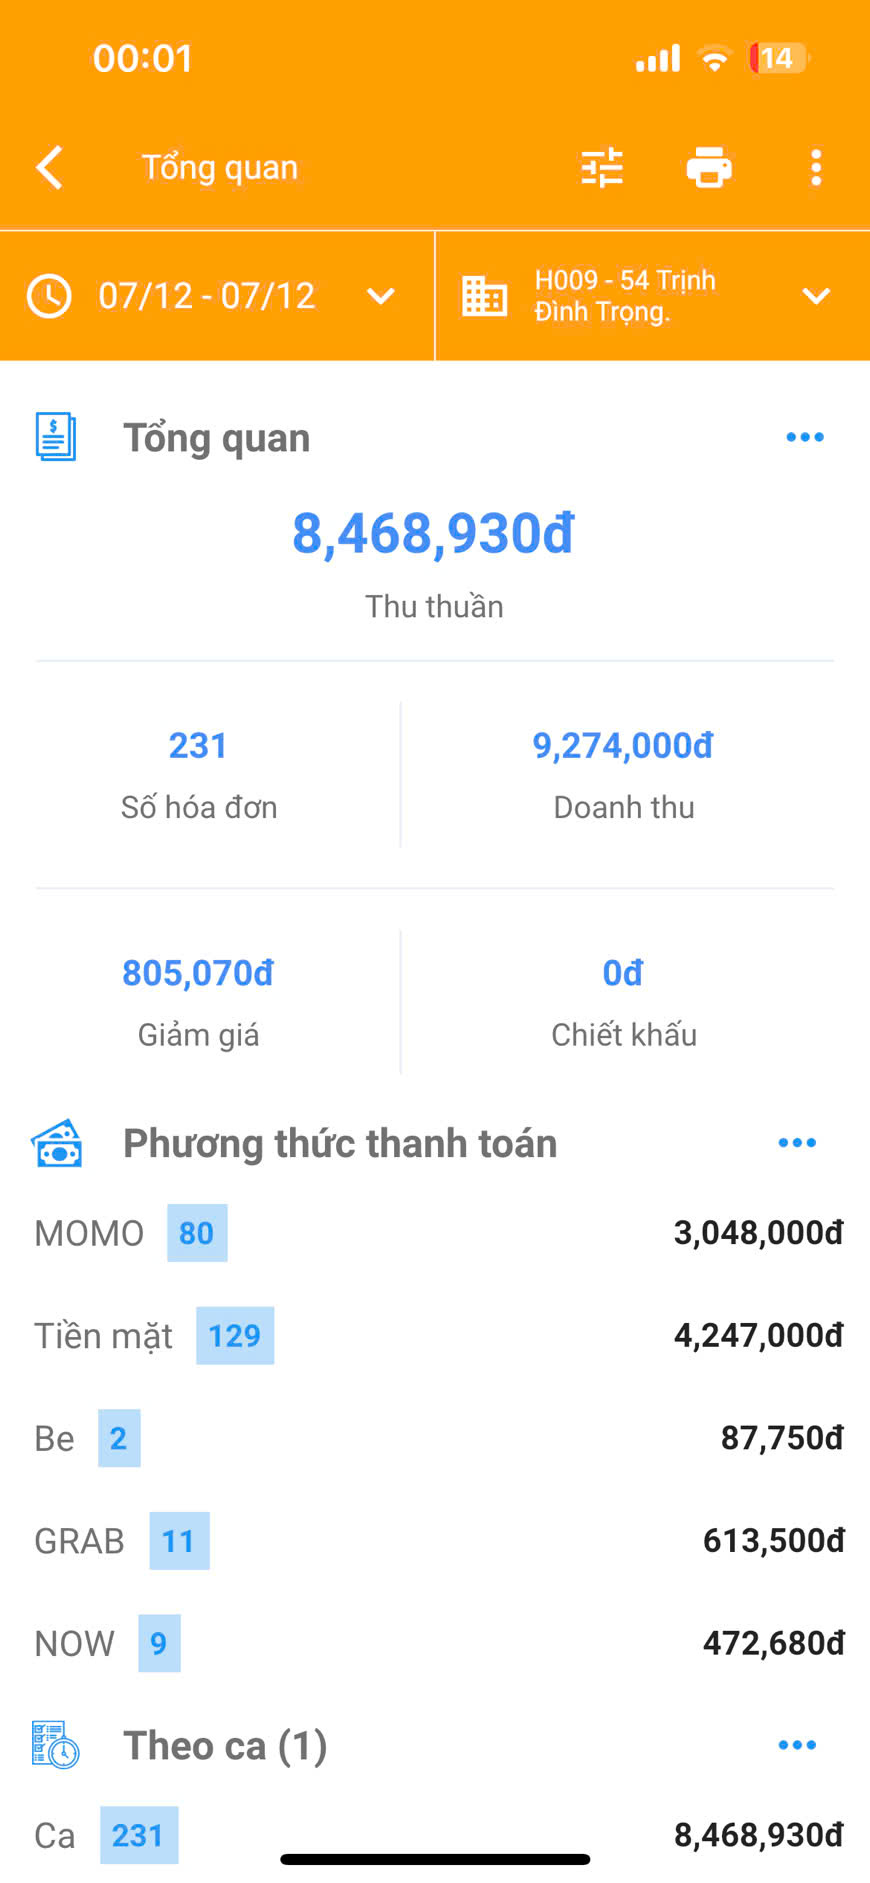 00:01
14
Tổng quan
07/12 - 07/12
H009 - 54 Trịnh
Đình Trọng.
Tổng quan
8,468,930đ
Thu thuần
231
9,274,000đ
Số hóa đơn
Doanh thu
805,070đ
0đ
Giảm giá
Chiết khấu
Phương thức thanh toán
MOMO 80 3,048,000đ
Tiền mặt 129 4,247,000đ
Be 2 87,750đ
GRAB 11 613,500đ
NOW 9 472,680đ
Theo ca (1)
Ca 231 8,468,930đ